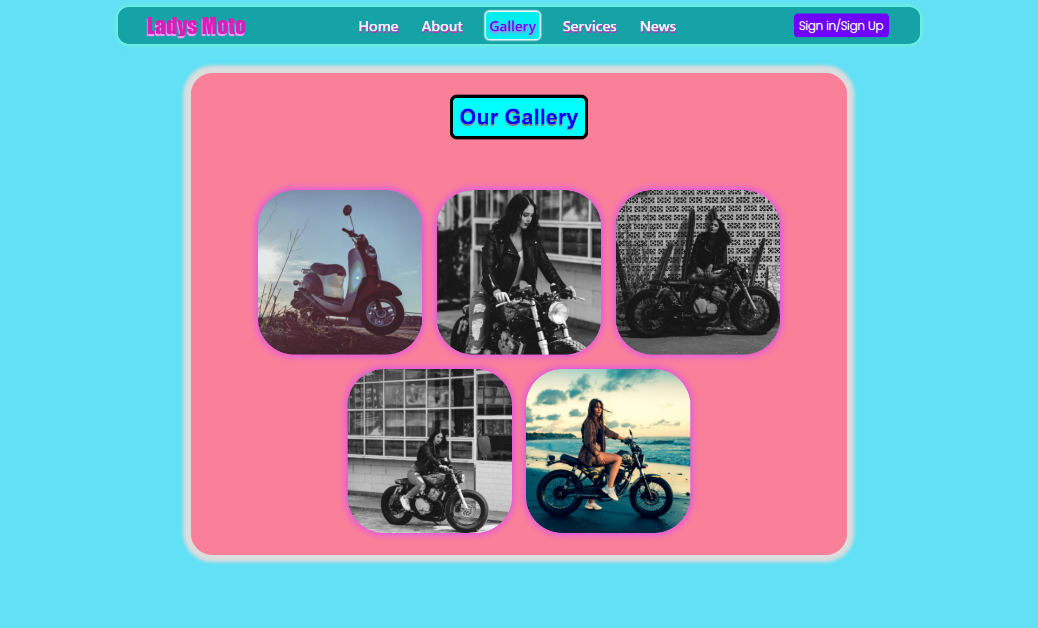 Ladys Moto
Home
About
Gallery
Services
News
Sign in/Sign Up
Our Gallery